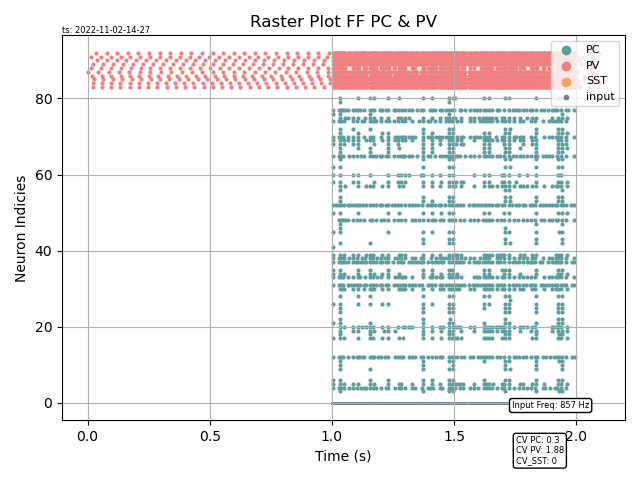 Raster Plot FF PC & PV
ts: 2022-11-02-14-27
PC
PV
SST
input
80
60
40
20
0
Neuron Indicies
Input Freq: 857 Hz
0.0 0.5 1.0 1.5 2.0
Time (s)
CV PC: 0.3
CV PV: 1.88
CV_SST: 0